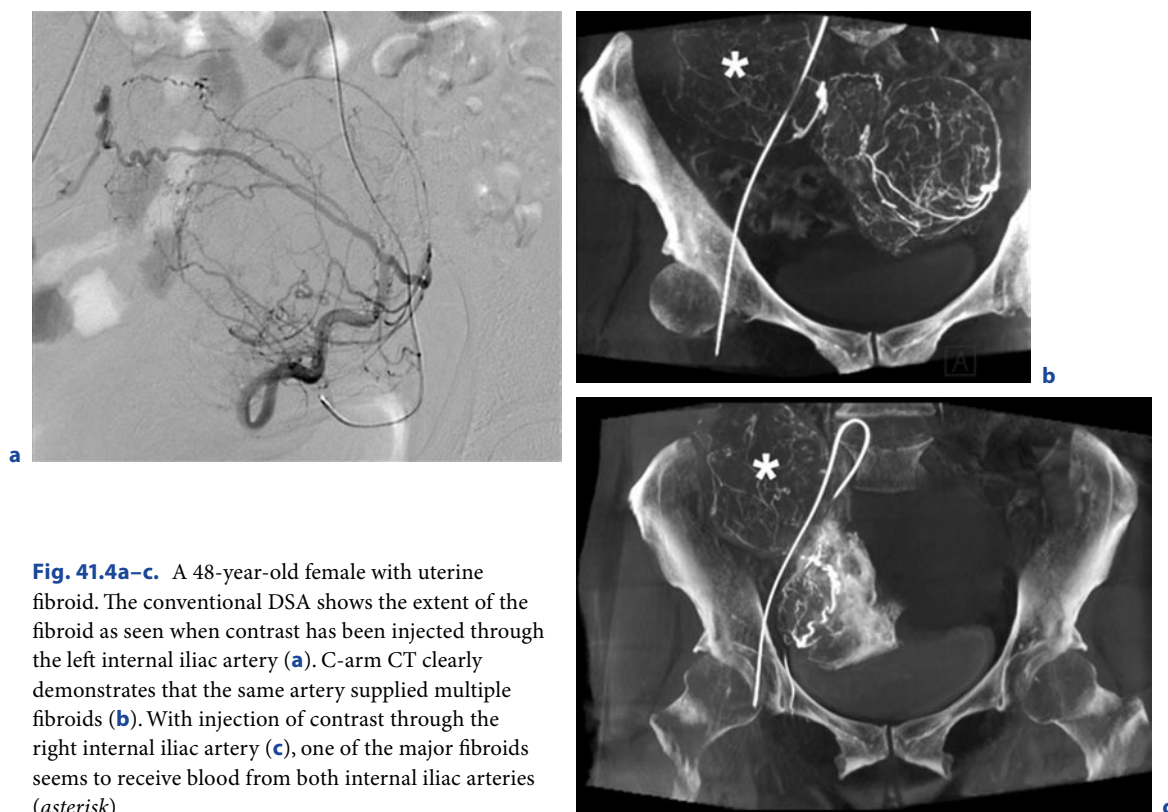 *
A
b
a
*
Fig. 41.4a–c. A 48-year-old female with uterine
fibroid. The conventional DSA shows the extent of the
fibroid as seen when contrast has been injected through
the left internal iliac artery (a). C-arm CT clearly
demonstrates that the same artery supplied multiple
fibroids (b). With injection of contrast through the
right internal iliac artery (c), one of the major fibroids
seems to receive blood from both internal iliac arteries
(asterisk)
c